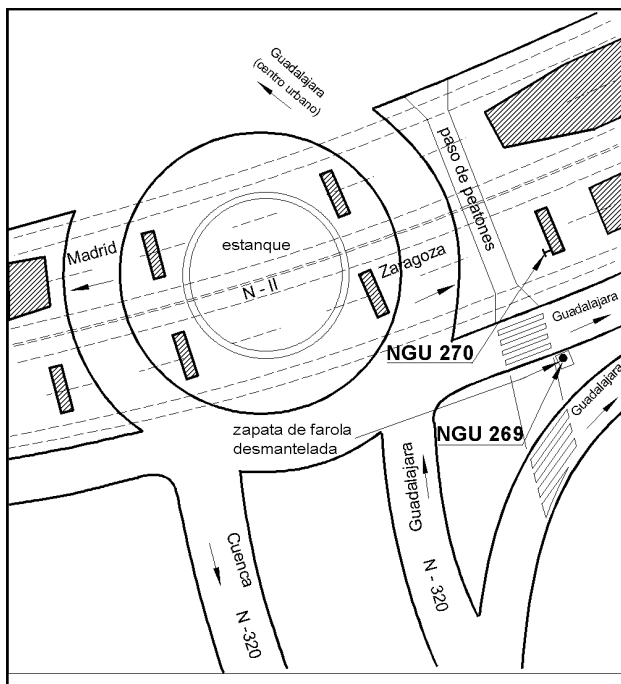 Guadalajara
(centro urbano)
paso de peatones
Madrid
estanque
Zaragoza
N - II
Guadalajara
NGU 270
Guadalajara
zapata de farola
desmantelada
NGU 269
Guadalajara
N - 320
Cuenca
N -320